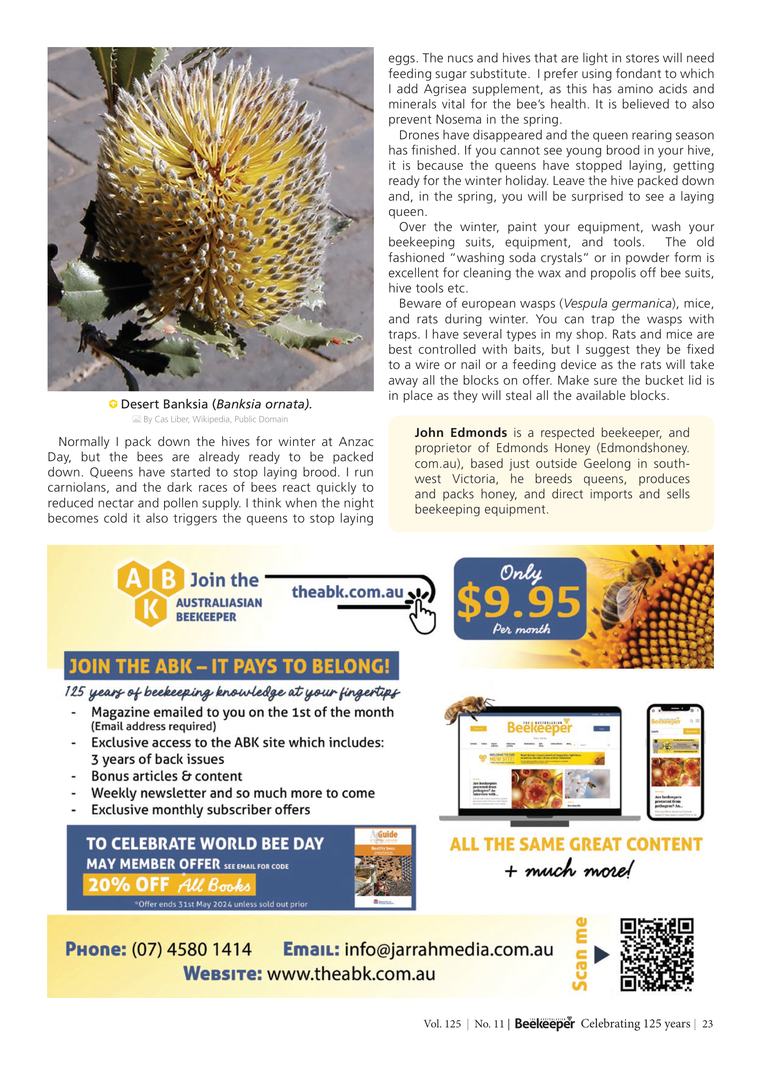 Desert Banksia (Banksia ornata).
By Cas Liber, Wikipedia, Public Domain
Normally I pack down the hives for winter at Anzac
Day, but the bees are already ready to be packed
down. Queens have started to stop laying brood. I run
carniolans, and the dark races of bees react quickly to
reduced nectar and pollen supply. I think when the night
becomes cold it also triggers the queens to stop laying
eggs. The nucs and hives that are light in stores will need
feeding sugar substitute. I prefer using fondant to which
I add Agrisea supplement, as this has amino acids and
minerals vital for the bee's health. It is believed to also
prevent Nosema in the spring.
Drones have disappeared and the queen rearing season
has finished. If you cannot see young brood in your hive,
it is because the queens have stopped laying, getting
ready for the winter holiday. Leave the hive packed down
and, in the spring, you will be surprised to see a laying
queen.
Over the winter, paint your equipment, wash your
beekeeping suits, equipment, and tools. The old
fashioned "washing soda crystals" or in powder form is
excellent for cleaning the wax and propolis off bee suits,
hive tools etc.
Beware of european wasps (Vespula germanica), mice,
and rats during winter. You can trap the wasps with
traps. I have several types in my shop. Rats and mice are
best controlled with baits, but I suggest they be fixed
to a wire or nail or a feeding device as the rats will take
away all the blocks on offer. Make sure the bucket lid is
in place as they will steal all the available blocks.
John Edmonds is a respected beekeeper, and
proprietor of Edmonds Honey (Edmondshoney.
com.au), based just outside Geelong in south-
west Victoria, he breeds queens, produces
and packs honey, and direct imports and sells
beekeeping equipment.
A B
K
Join the
AUSTRALIASIAN
BEEKEEPER
theabk.com.au
Only
$9.95
Per month
JOIN THE ABK – IT PAYS TO BELONG!
125 years of beekeeping knowledge at your fingertips
- Magazine emailed to you on the 1st of the month
(Email address required)
- Exclusive access to the ABK site which includes:
3 years of back issues
- Bonus articles & content
- Weekly newsletter and so much more to come
- Exclusive monthly subscriber offers
Beekeeper
TO CELEBRATE WORLD BEE DAY
MAY MEMBER OFFER SEE EMAIL FOR CODE
20% OFF All Books
*Offer ends 31st May 2024 unless sold out prior
Guide
ALL THE SAME GREAT CONTENT
+ much more!
Phone: (07) 4580 1414 Email: info@jarrahmedia.com.au
Website: www.theabk.com.au
Scan me
Vol. 125 | No. 11 | Beekeeper Celebrating 125 years | 23